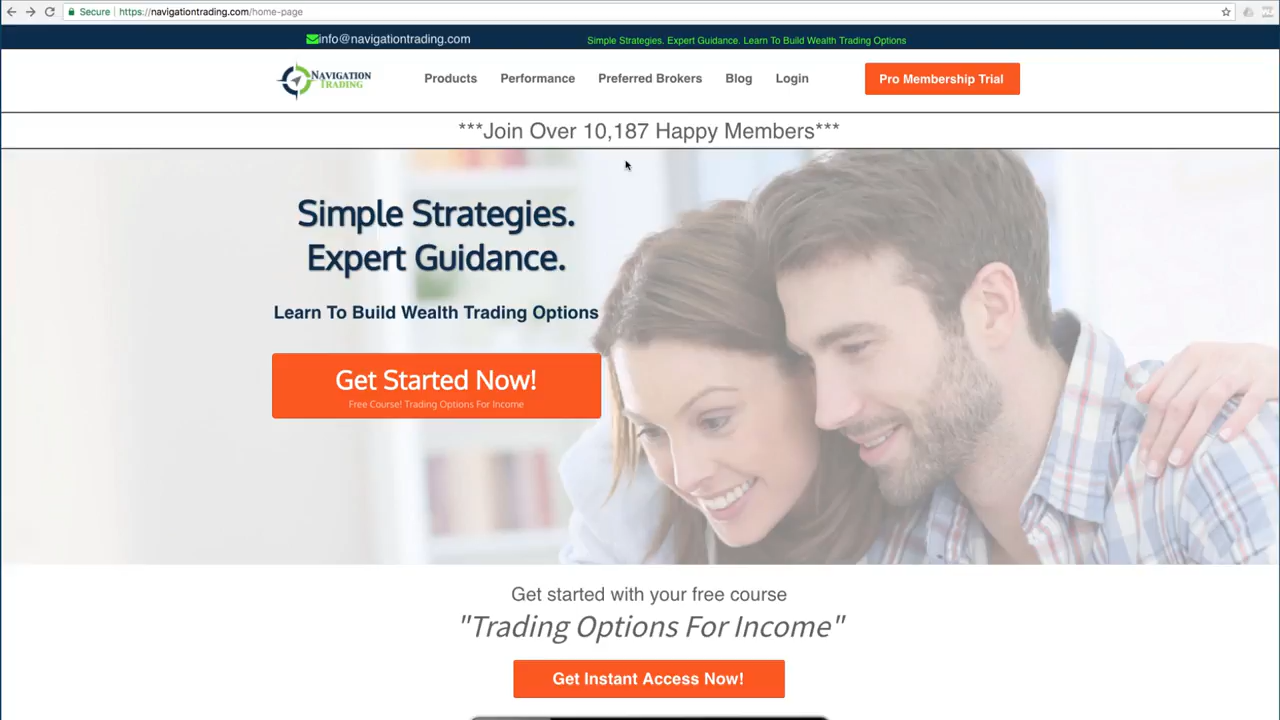 Secure https://navigationtrading.com/home-page
info@navigationtrading.com Simple Strategies. Expert Guidance. Learn To Build Wealth Trading Options
NAVIGATION
TRADING
Products Performance Preferred Brokers Blog Login Pro Membership Trial
***Join Over 10,187 Happy Members***
Simple Strategies.
Expert Guidance.
Learn To Build Wealth Trading Options
Get Started Now!
Free Course! Trading Options For Income
Get started with your free course
"Trading Options For Income"
Get Instant Access Now!